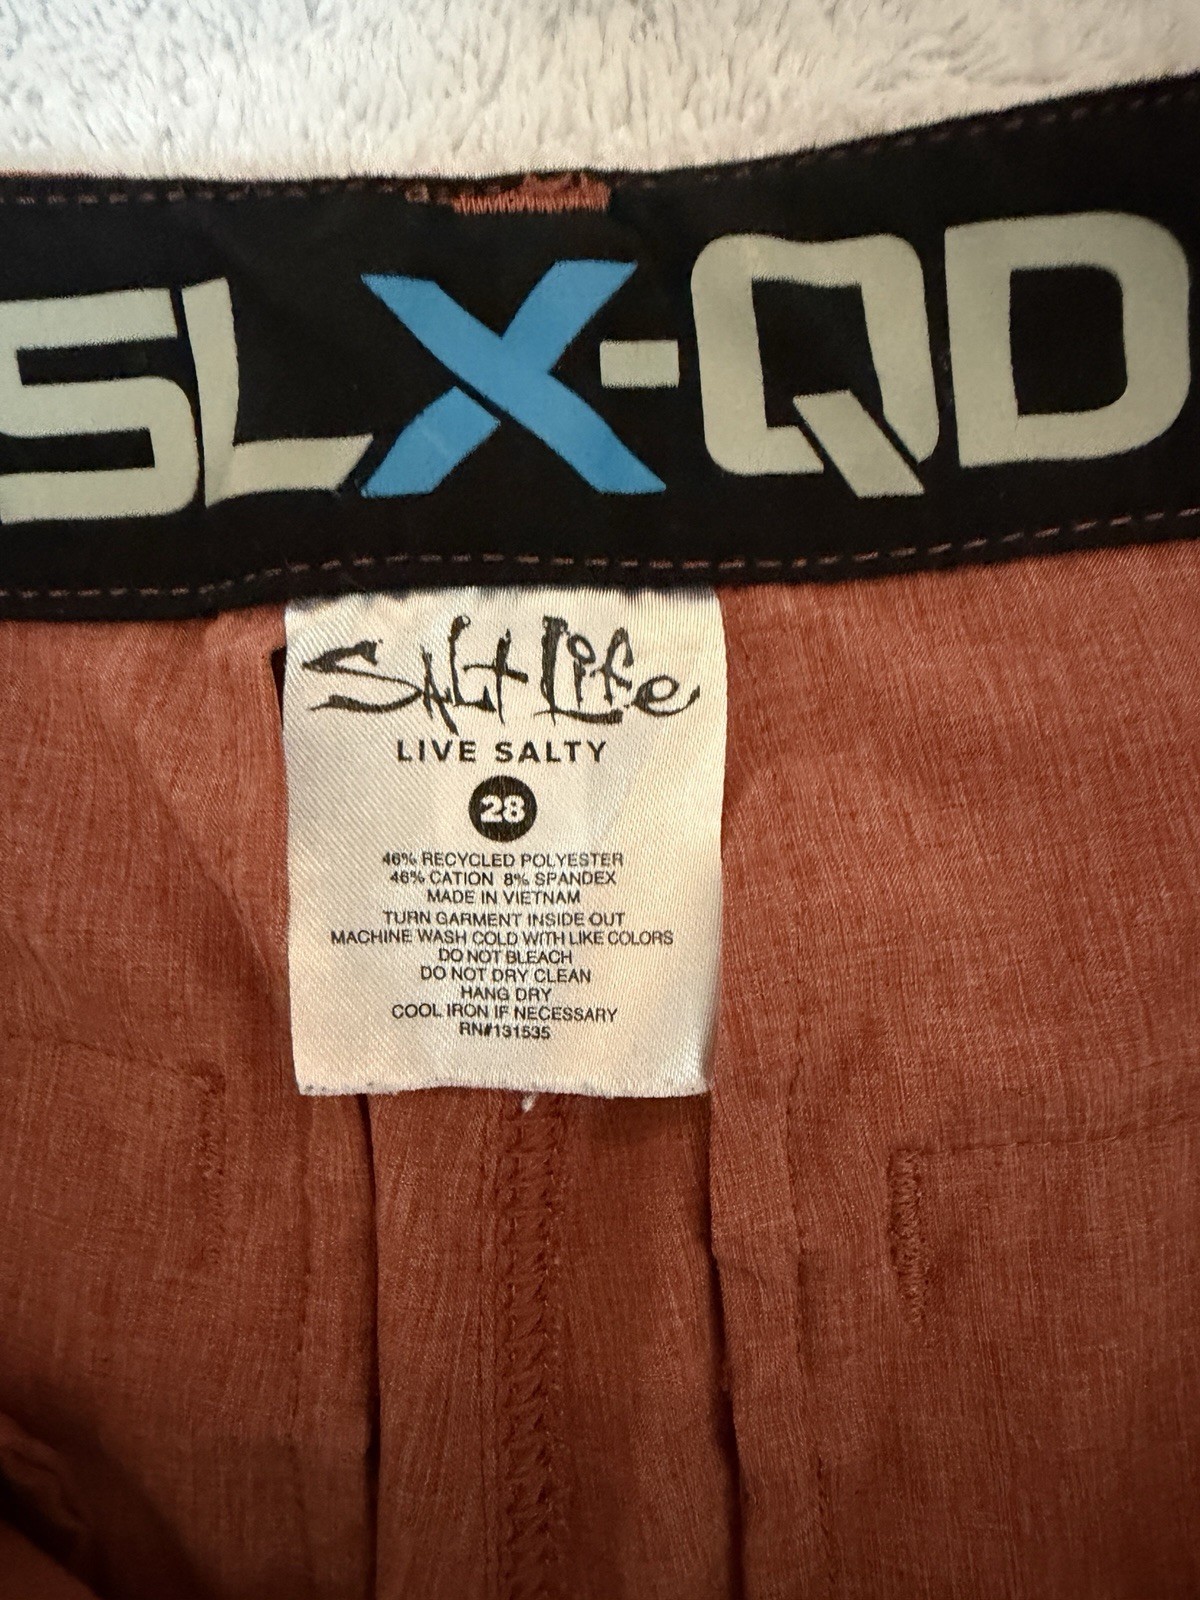 SLX-QD
Salt Life
LIVE SALTY
28
46% RECYCLED POLYESTER
46% CATION 8% SPANDEX
MADE IN VIETNAM
TURN GARMENT INSIDE OUT
MACHINE WASH COLD WITH LIKE COLORS
DO NOT BLEACH
DO NOT DRY CLEAN
HANG DRY
COOL IRON IF NECESSARY
RN#131535